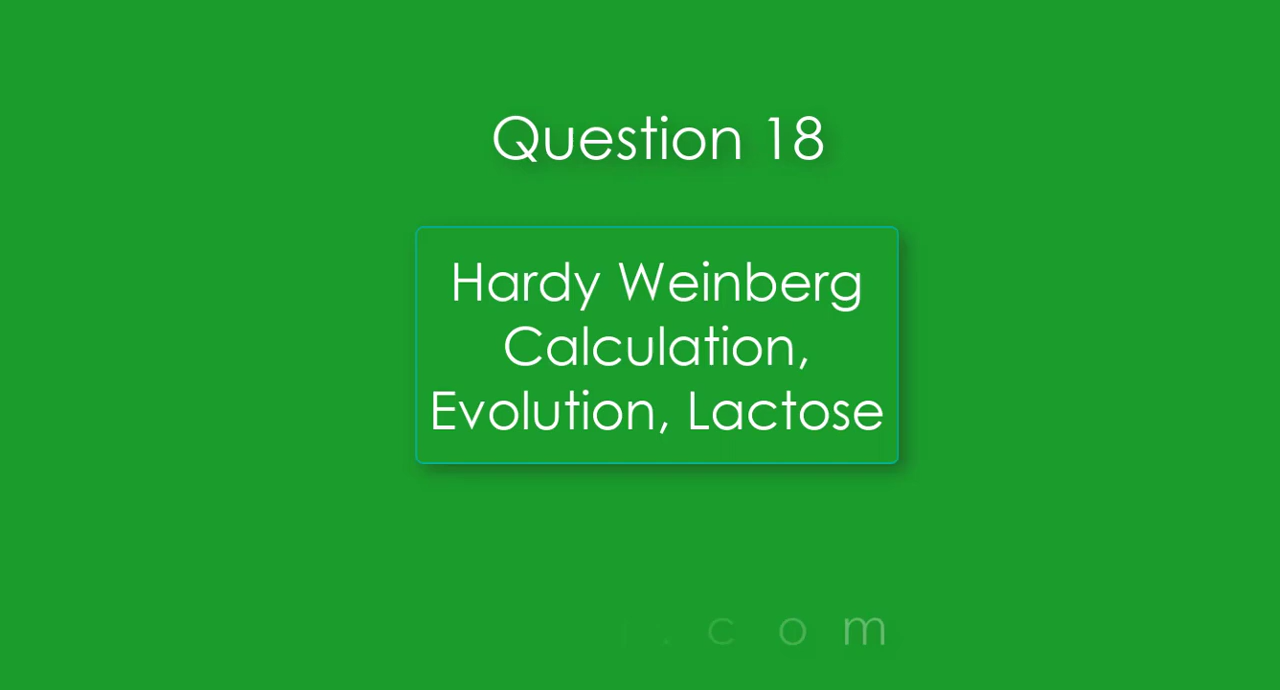 Question 18
Hardy Weinberg
Calculation,
Evolution, Lactose
. c o m